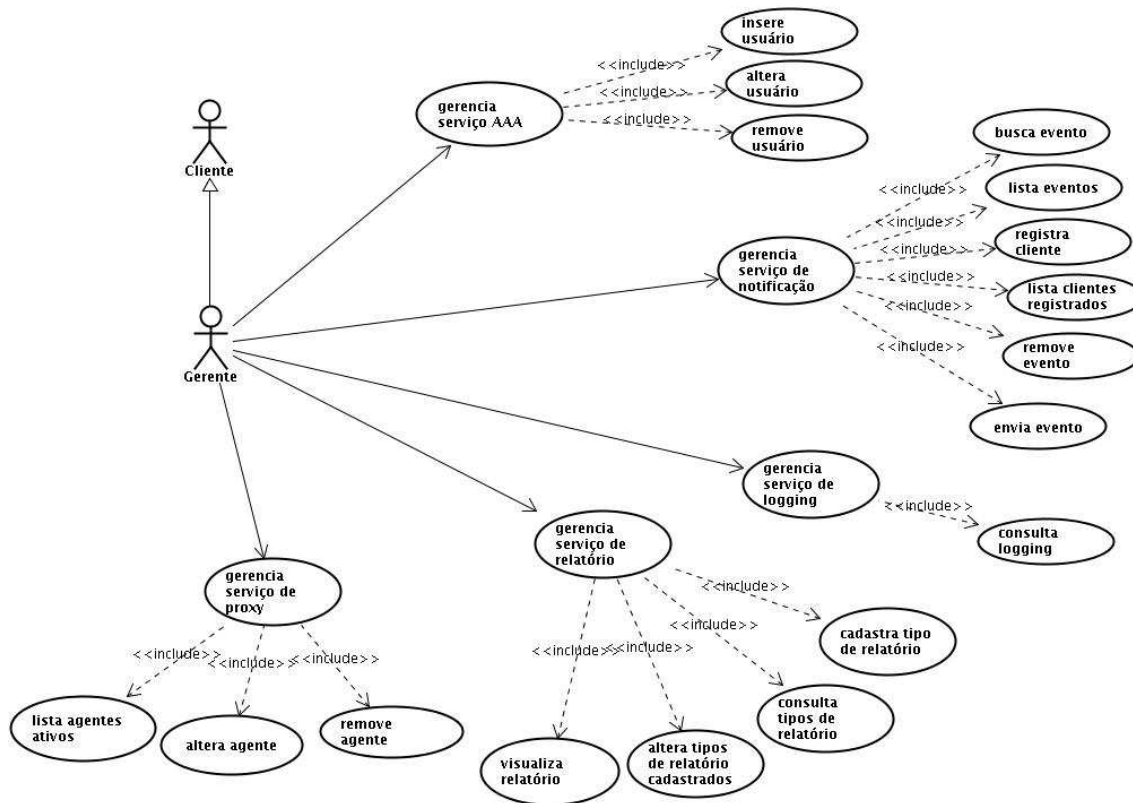 insere
usuário
<<include>>
altera
usuário
<<include>>
gerencia
serviço AAA
<<include>>
remove
usuário
Cliente
busca evento
<<include>>
lista eventos
<<include>>
registra
cliente
<<include>>
gerencia
serviço de
notificação
<<include>>
lista clientes
registrados
<<include>>
remove
evento
<<include>>
envia evento
Gerente
gerencia
serviço de
logging
<<include>>
consulta
logging
gerencia
serviço de
relatório
<<include>>
cadastra tipo
de relatório
<<include>>
consulta
tipos de
relatório
<<include>>
altera tipos
de relatório
cadastrados
<<include>>
visualiza
relatório
gerencia
serviço de
proxy
<<include>>
lista agentes
ativos
<<include>>
altera agente
<<include>>
remove
agente